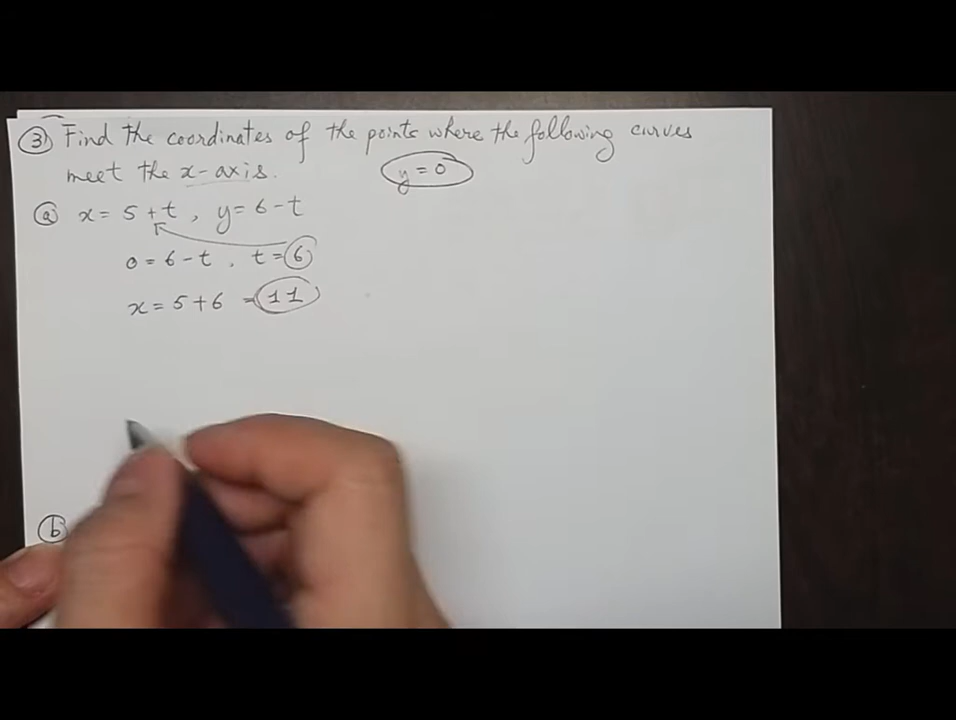 ③ Find the coordinates of the points where the following curves
meet the x-axis. y = 0
ⓐ x = 5 + t , y = 6 - t
0 = 6 - t , t = 6
x = 5 + 6 = 11
ⓑ